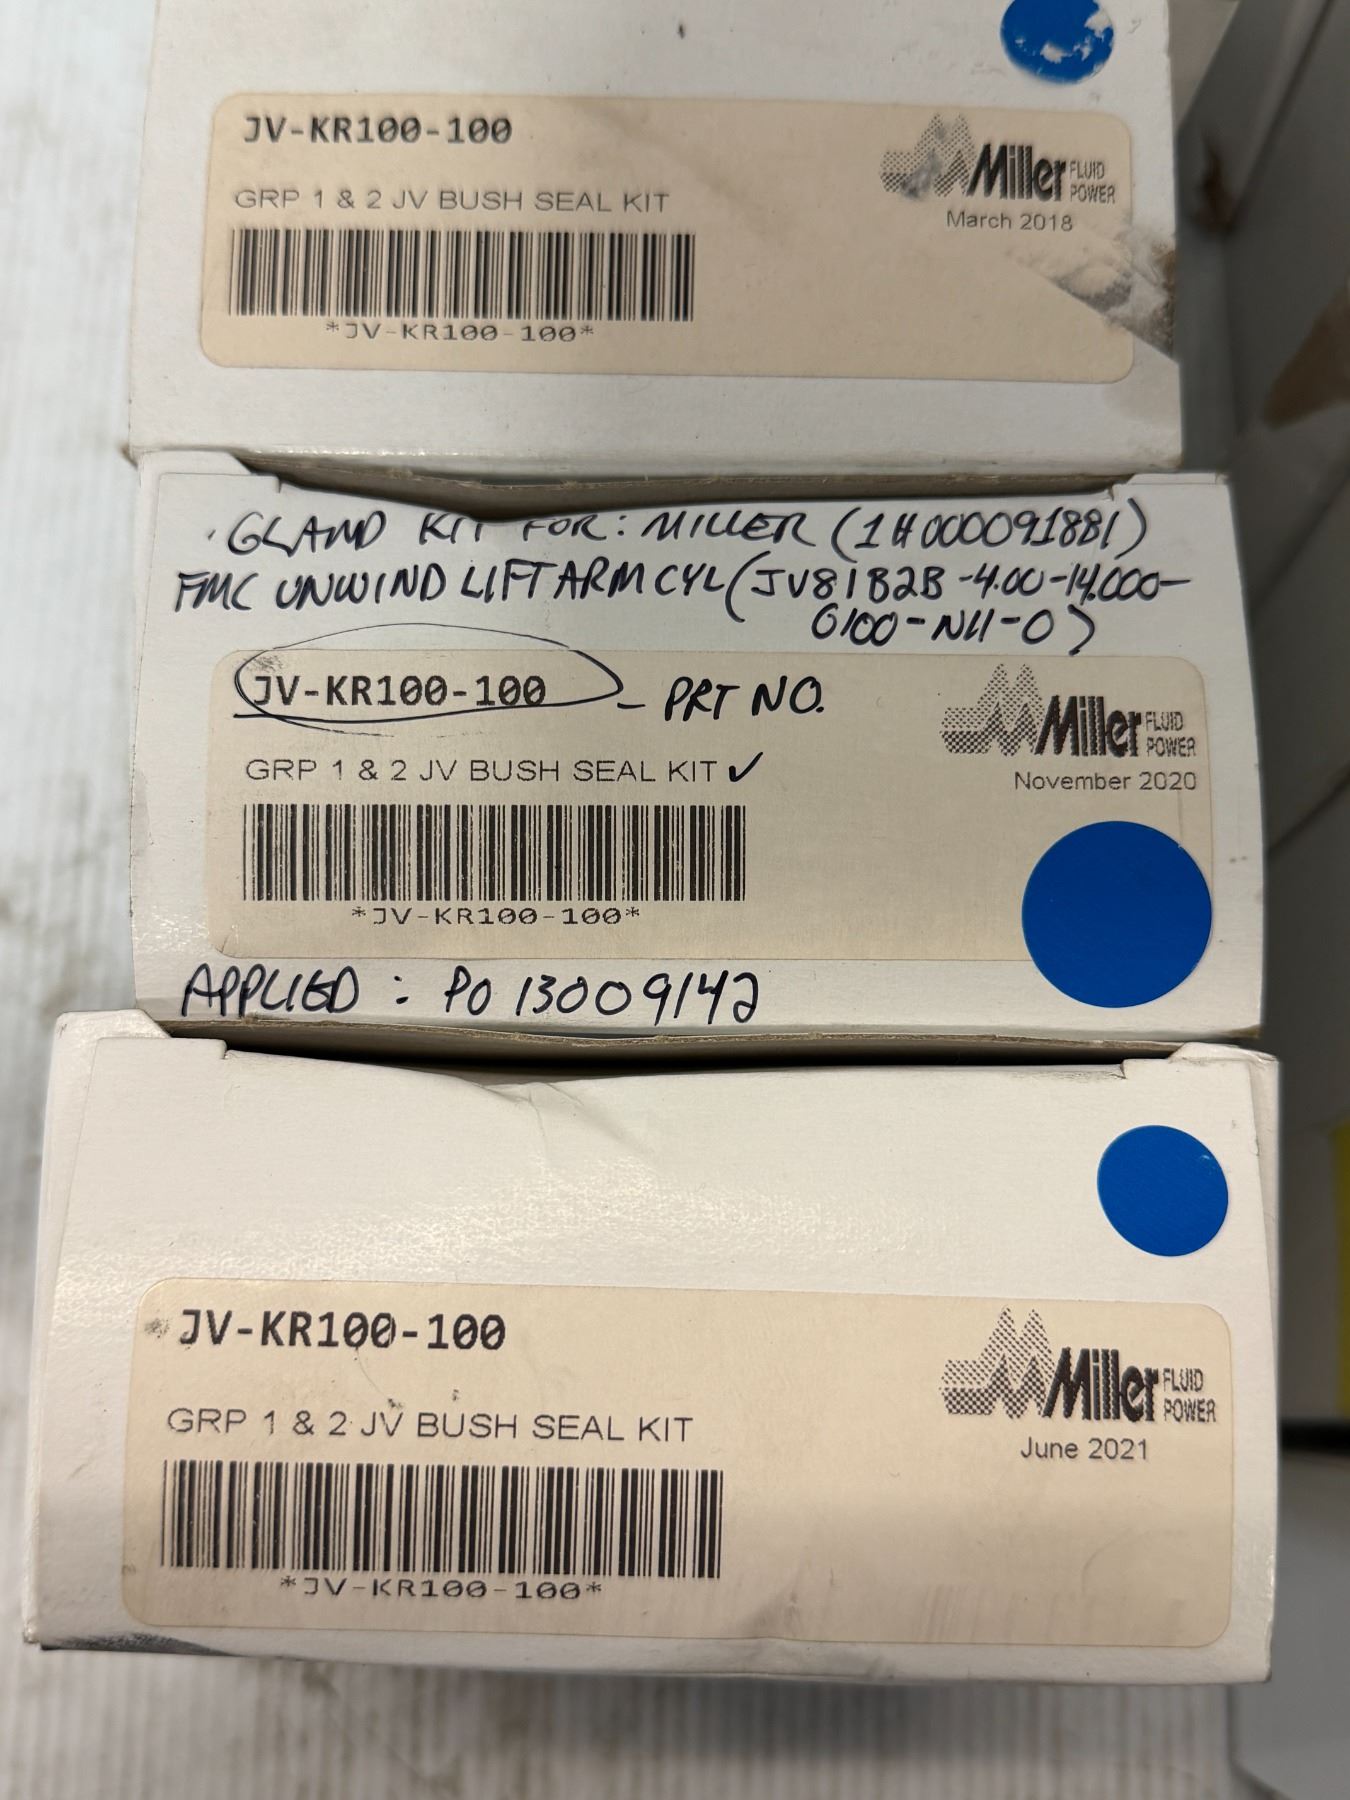 JV-KR100-100
Miller FLUID POWER
GRP 1 & 2 JV BUSH SEAL KIT
March 2018
*JV-KR100-100*
GLAND KIT FOR: MILLER (1H000091881)
FMC UNWIND LIFT ARM CYL (JV81B2B-4.00-14.000-
0100-N11-0)
JV-KR100-100 - PRT NO.
Miller FLUID POWER
GRP 1 & 2 JV BUSH SEAL KIT ✓
November 2020
*JV-KR100-100*
APPLIED: PO 13009142
JV-KR100-100
Miller FLUID POWER
GRP 1 & 2 JV BUSH SEAL KIT
June 2021
*JV-KR100-100*